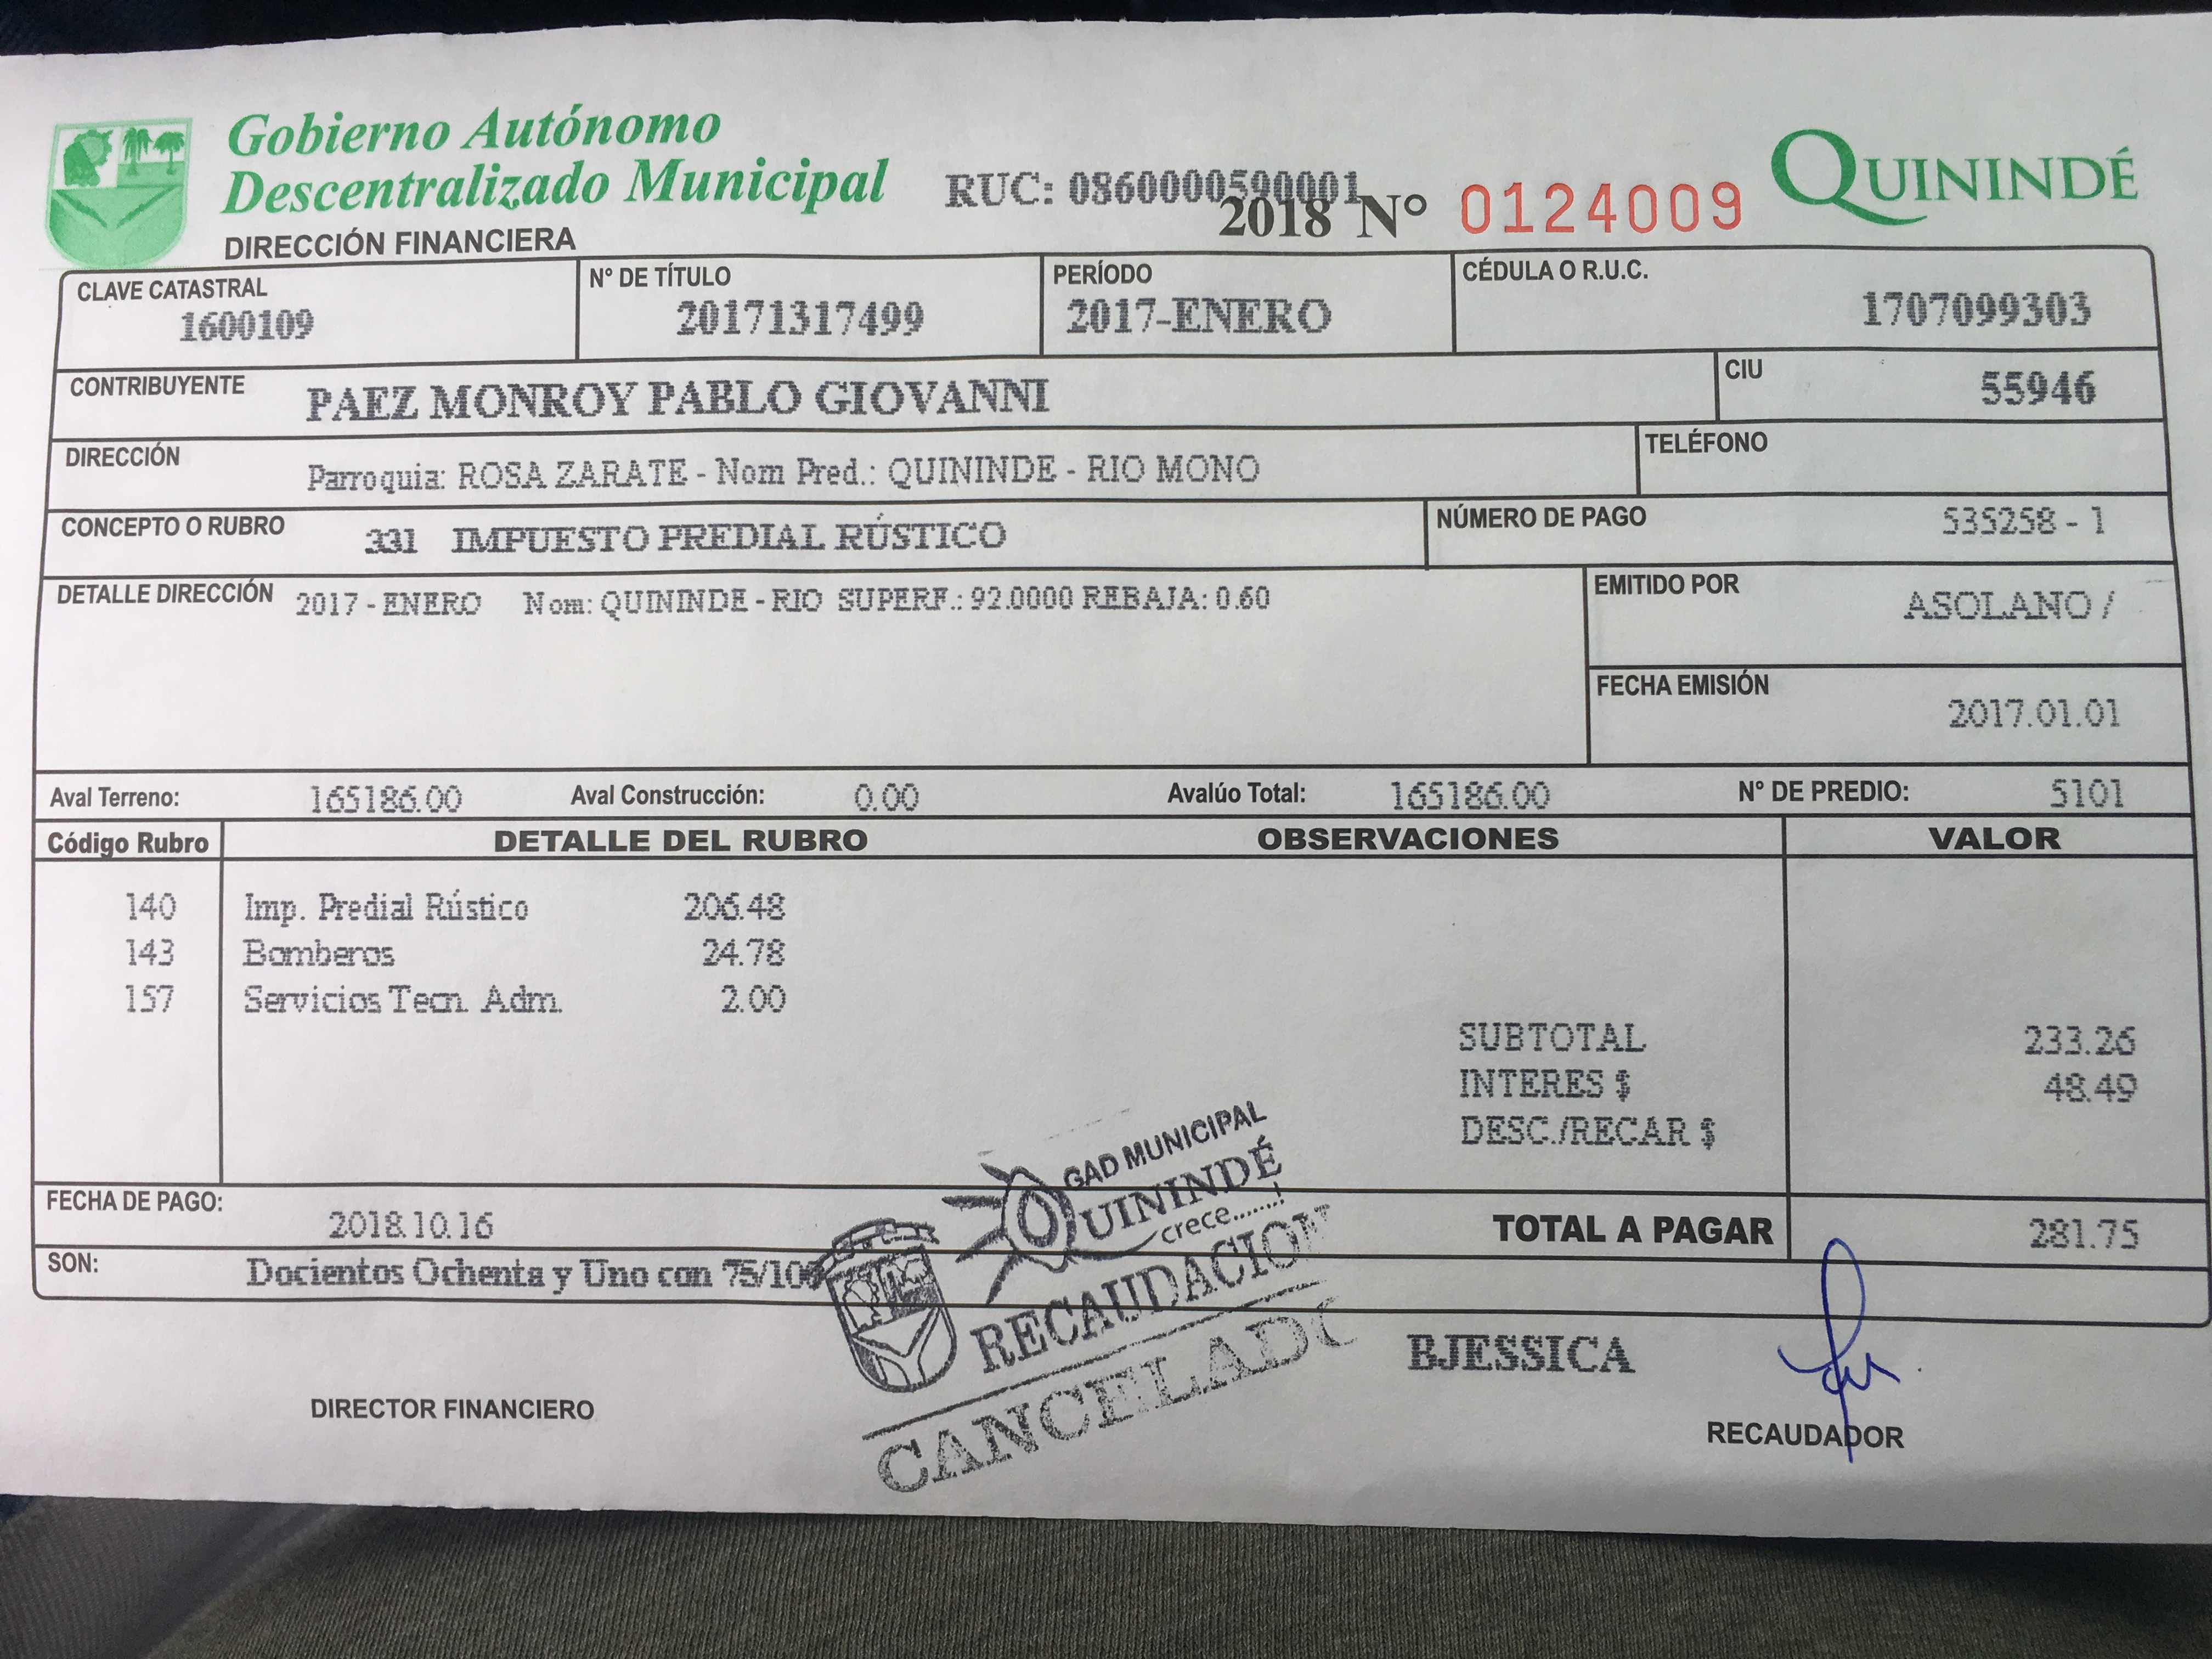 Gobierno Autónomo
Descentralizado Municipal
DIRECCIÓN FINANCIERA
RUC: 0860000590001
2018 N° 0124009
QUININDÉ
CLAVE CATASTRAL
1600109
N° DE TÍTULO
20171317499
PERÍODO
2017-ENERO
CÉDULA O R.U.C.
1707099303
CONTRIBUYENTE PAEZ MONROY PABLO GIOVANNI
CIU
55946
DIRECCIÓN Parroquia: ROSA ZARATE - Nom Pred.: QUININDE - RIO MONO
TELÉFONO
CONCEPTO O RUBRO 331 IMPUESTO PREDIAL RÚSTICO
NÚMERO DE PAGO 535258 - 1
DETALLE DIRECCIÓN 2017 - ENERO Nom: QUININDE - RIO SUPERF.: 92.0000 REBAJA: 0.60
EMITIDO POR
ASOLANO /
FECHA EMISIÓN
2017.01.01
Aval Terreno: 165186.00 Aval Construcción: 0.00 Avalúo Total: 165186.00 N° DE PREDIO: 5101
Código Rubro DETALLE DEL RUBRO OBSERVACIONES VALOR
140 Imp. Predial Rústico 206.48
143 Bomberos 24.78
157 Servicios Tecn. Adm. 2.00
SUBTOTAL 233.26
INTERES $ 48.49
DESC./RECAR $
FECHA DE PAGO:
2018.10.16
TOTAL A PAGAR 281.75
SON: Docientos Ochenta y Uno con 75/100
GAD MUNICIPAL
QUININDÉ
crece.......!
RECAUDACION
CANCELADO
BJESSICA
DIRECTOR FINANCIERO
RECAUDADOR